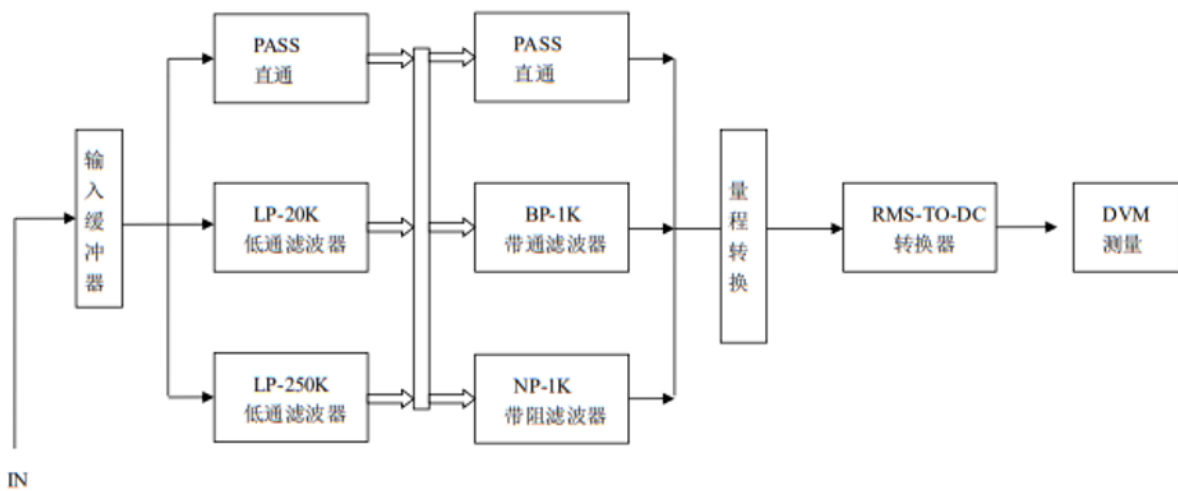 PASS
直通
PASS
直通
输
入
缓
冲
器
LP-20K
低通滤波器
BP-1K
带通滤波器
量
程
转
换
RMS-TO-DC
转换器
DVM
测量
LP-250K
低通滤波器
NP-1K
带阻滤波器
IN